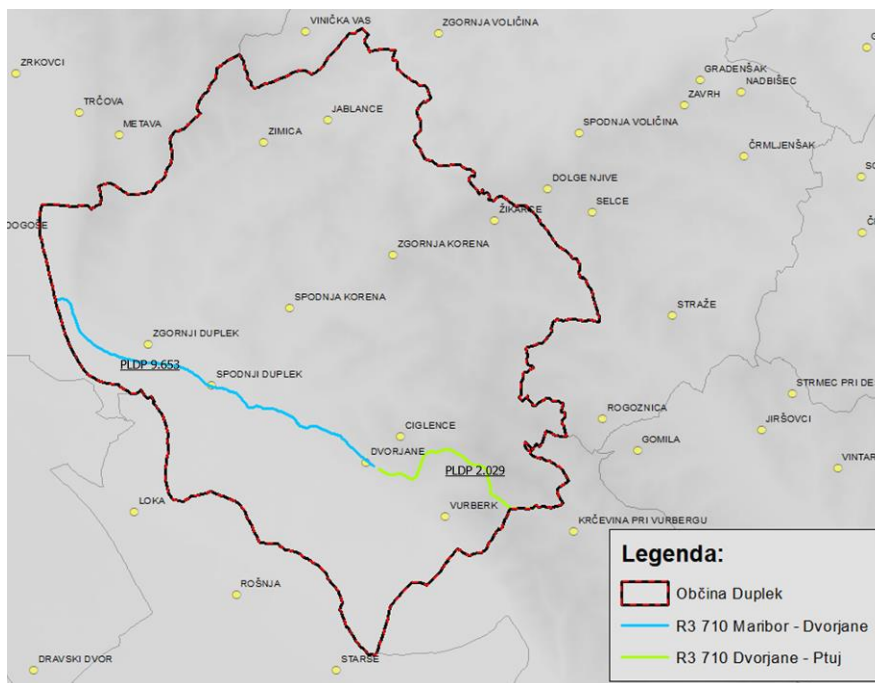 VINIČKA VAS
ZGORNJA VOLIČINA
ZRKOVCI
GRADENŠAK
NADBIŠEC
ZAVRH
TRČOVA
JABLANCE
METAVA
ZIMICA
SPODNJA VOLIČINA
ČRMLJENŠAK
DOLGE NJIVE
SELCE
ŽIKARCE
DOGOŠE
ZGORNJA KORENA
SPODNJA KORENA
STRAŽE
ZGORNJI DUPLEK
PLDP 9.653
SPODNJI DUPLEK
STRMEC PRI DE
ROGOZNICA
JIRŠOVCI
CIGLENCE
GOMILA
DVORJANE
PLDP 2.029
VINTAR
LOKA
VURBERK
KRČEVINA PRI VURBERGU
Legenda:
Občina Duplek
R3 710 Maribor - Dvorjane
R3 710 Dvorjane - Ptuj
ROŠNJA
DRAVSKI DVOR
STARŠE